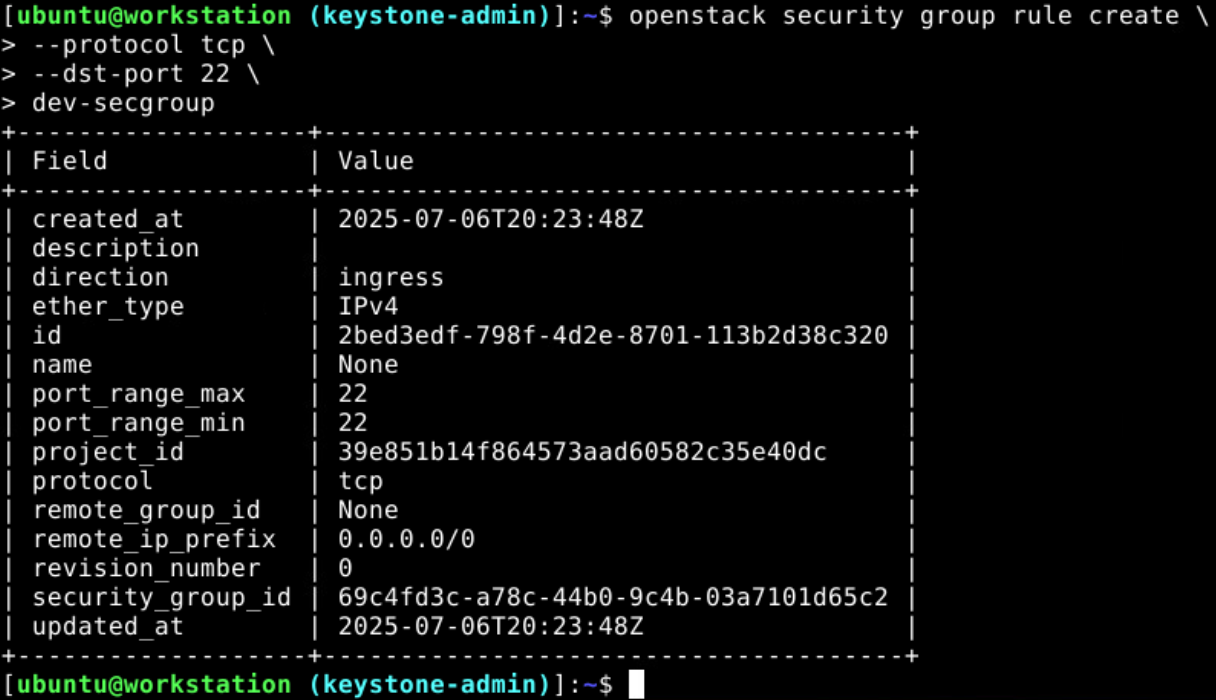 [ubuntu@workstation (keystone-admin)]:~$ openstack security group rule create \
> --protocol tcp \
> --dst-port 22 \
> dev-secgroup
+-------------------+--------------------------------------+
| Field             | Value                                |
+-------------------+--------------------------------------+
| created_at        | 2025-07-06T20:23:48Z                 |
| description       |                                      |
| direction         | ingress                              |
| ether_type        | IPv4                                 |
| id                | 2bed3edf-798f-4d2e-8701-113b2d38c320 |
| name              | None                                 |
| port_range_max    | 22                                   |
| port_range_min    | 22                                   |
| project_id        | 39e851b14f864573aad60582c35e40dc     |
| protocol          | tcp                                  |
| remote_group_id   | None                                 |
| remote_ip_prefix  | 0.0.0.0/0                            |
| revision_number   | 0                                    |
| security_group_id | 69c4fd3c-a78c-44b0-9c4b-03a7101d65c2 |
| updated_at        | 2025-07-06T20:23:48Z                 |
+-------------------+--------------------------------------+
[ubuntu@workstation (keystone-admin)]:~$